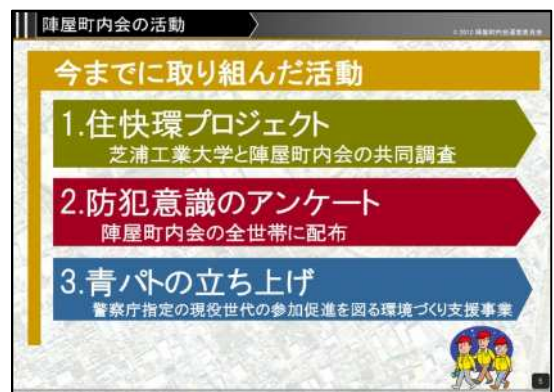 陣屋町内会の活動
今までに取り組んだ活動
1.住快環プロジェクト
芝浦工業大学と陣屋町内会の共同調査
2.防犯意識のアンケート
陣屋町内会の全世帯に配布
3.青パトの立ち上げ
警察庁指定の現役世代の参加促進を図る環境づくり支援事業